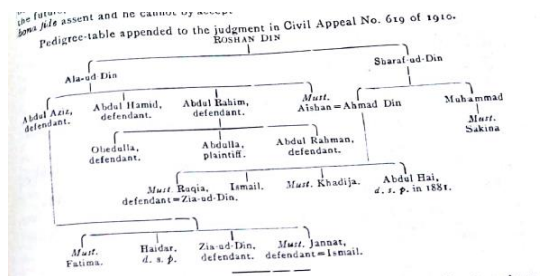 the future
bona fide assent and he cannot by accept
Pedigree-table appended to the judgment in Civil Appeal No. 619 of 1910.
ROSHAN DIN
Ala-ud Din
Sharaf-ud-Din
Abdul Aziz,
defendant.
Abdul Hamid,
defendant.
Abdul Rahim,
defendant.
Must.
Aishan=Ahmad Din
Muhammad
Must.
Sakina
Obedulla,
defendant.
Abdulla,
plaintiff.
Abdul Rahman,
defendant.
Must. Ruqia,
defendant=Zia-ud-Din.
Ismail.
Must. Khadija.
Abdul Hai,
d. s. p. in 1881.
Must.
Fatima.
Haidar,
d. s. p.
Zia-ud-Din,
defendant.
Must. Jannat,
defendant=Ismail.